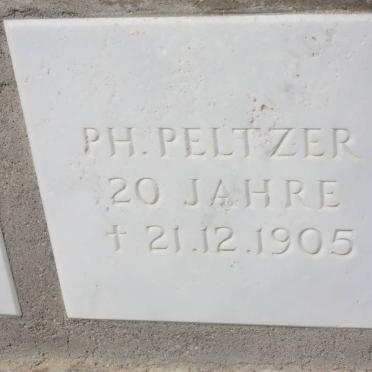 PH. PELTZER
20 JAHRE
† 21.12.1905